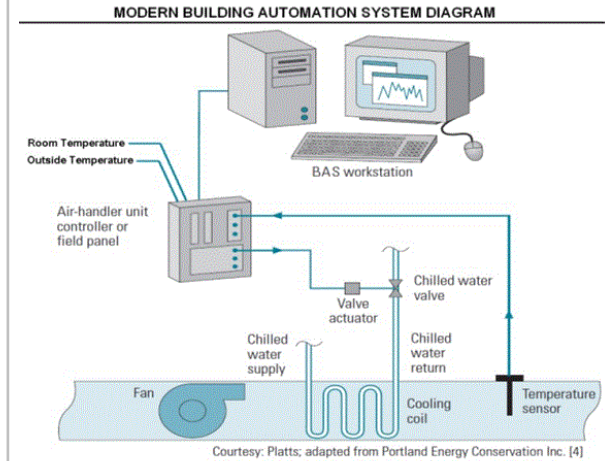 MODERN BUILDING AUTOMATION SYSTEM DIAGRAM
Room Temperature
Outside Temperature
BAS workstation
Air-handler unit
controller or
field panel
Valve
actuator
Chilled water
valve
Chilled
water
supply
Chilled
water
return
Fan
Cooling
coil
Temperature
sensor
Courtesy: Platts; adapted from Portland Energy Conservation Inc. [4]